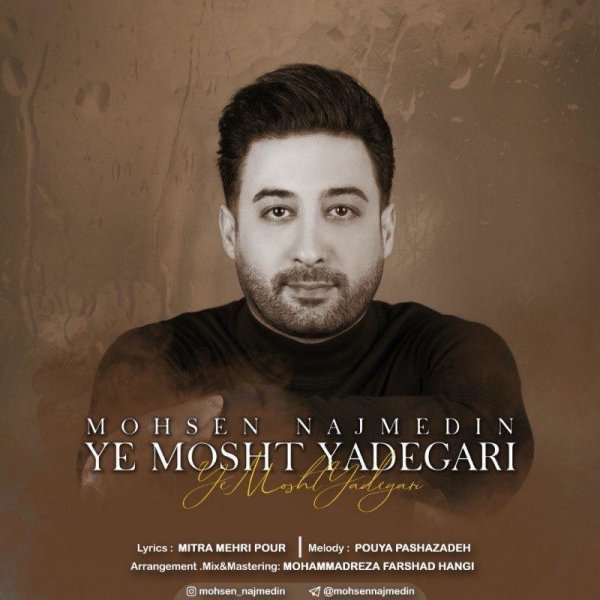 MOHSEN NAJMEDIN
YE MOSHT YADEGARI
Ye Mosht Yadegari
Lyrics : MITRA MEHRI POUR | Melody : POUYA PASHAZADEH
Arrangement .Mix&Mastering: MOHAMMADREZA FARSHAD HANGI
mohsen_najmedin @mohsennajmedin